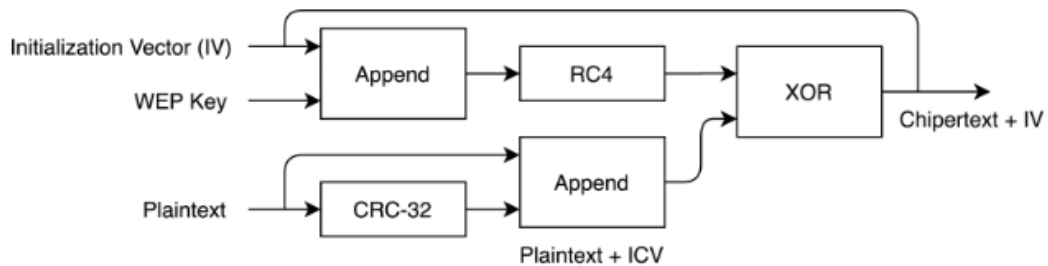 Initialization Vector (IV)
WEP Key
Append
RC4
XOR
Chipertext + IV
Plaintext
CRC-32
Append
Plaintext + ICV